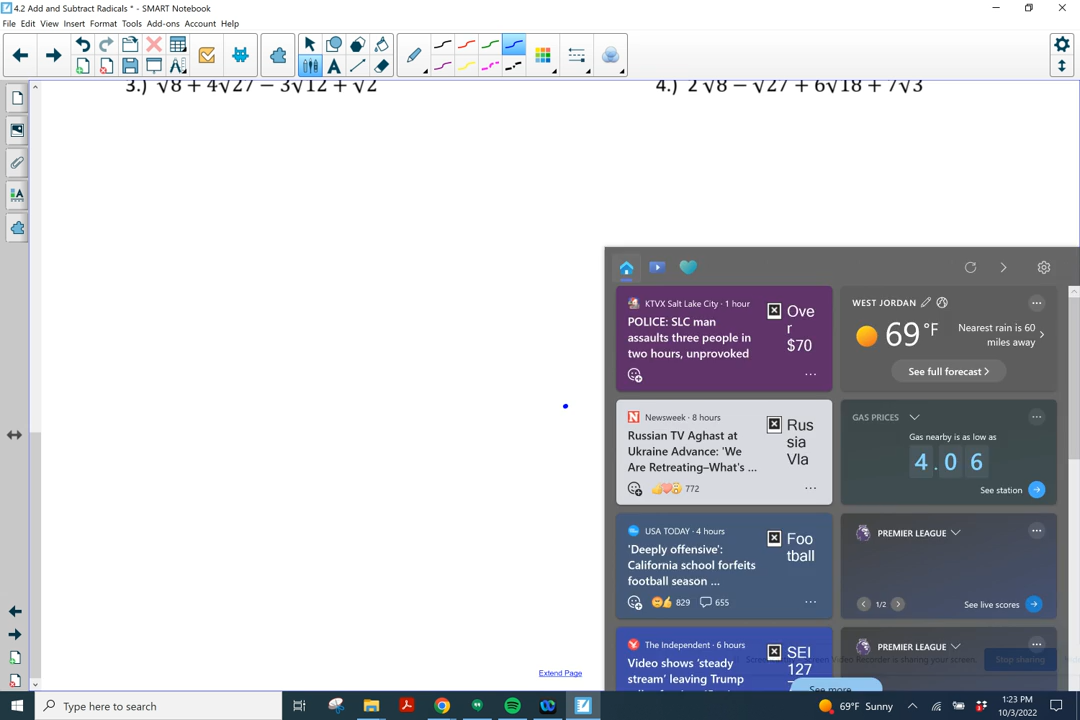 4.2 Add and Subtract Radicals * - SMART Notebook
File Edit View Insert Format Tools Add-ons Account Help
3.) √8 + 4√27 − 3√12 + √2
4.) 2 √8 − √27 + 6√18 + 7√3
KTVX Salt Lake City · 1 hour
POLICE: SLC man
assaults three people in
two hours, unprovoked
Ove
r
$70
WEST JORDAN
69 °F
Nearest rain is 60
miles away
See full forecast
Newsweek · 8 hours
Russian TV Aghast at
Ukraine Advance: 'We
Are Retreating–What's ...
772
Rus
sia
Vla
GAS PRICES
Gas nearby is as low as
4.06
See station
USA TODAY · 4 hours
'Deeply offensive':
California school forfeits
football season ...
829 655
Foo
tball
PREMIER LEAGUE
1/2
See live scores
The Independent · 6 hours
Video shows 'steady
stream' leaving Trump
SEI
127
PREMIER LEAGUE
Screen Video Recorder is sharing your screen.
Stop sharing
See more
Extend Page
Type here to search
69°F Sunny
1:23 PM
10/3/2022